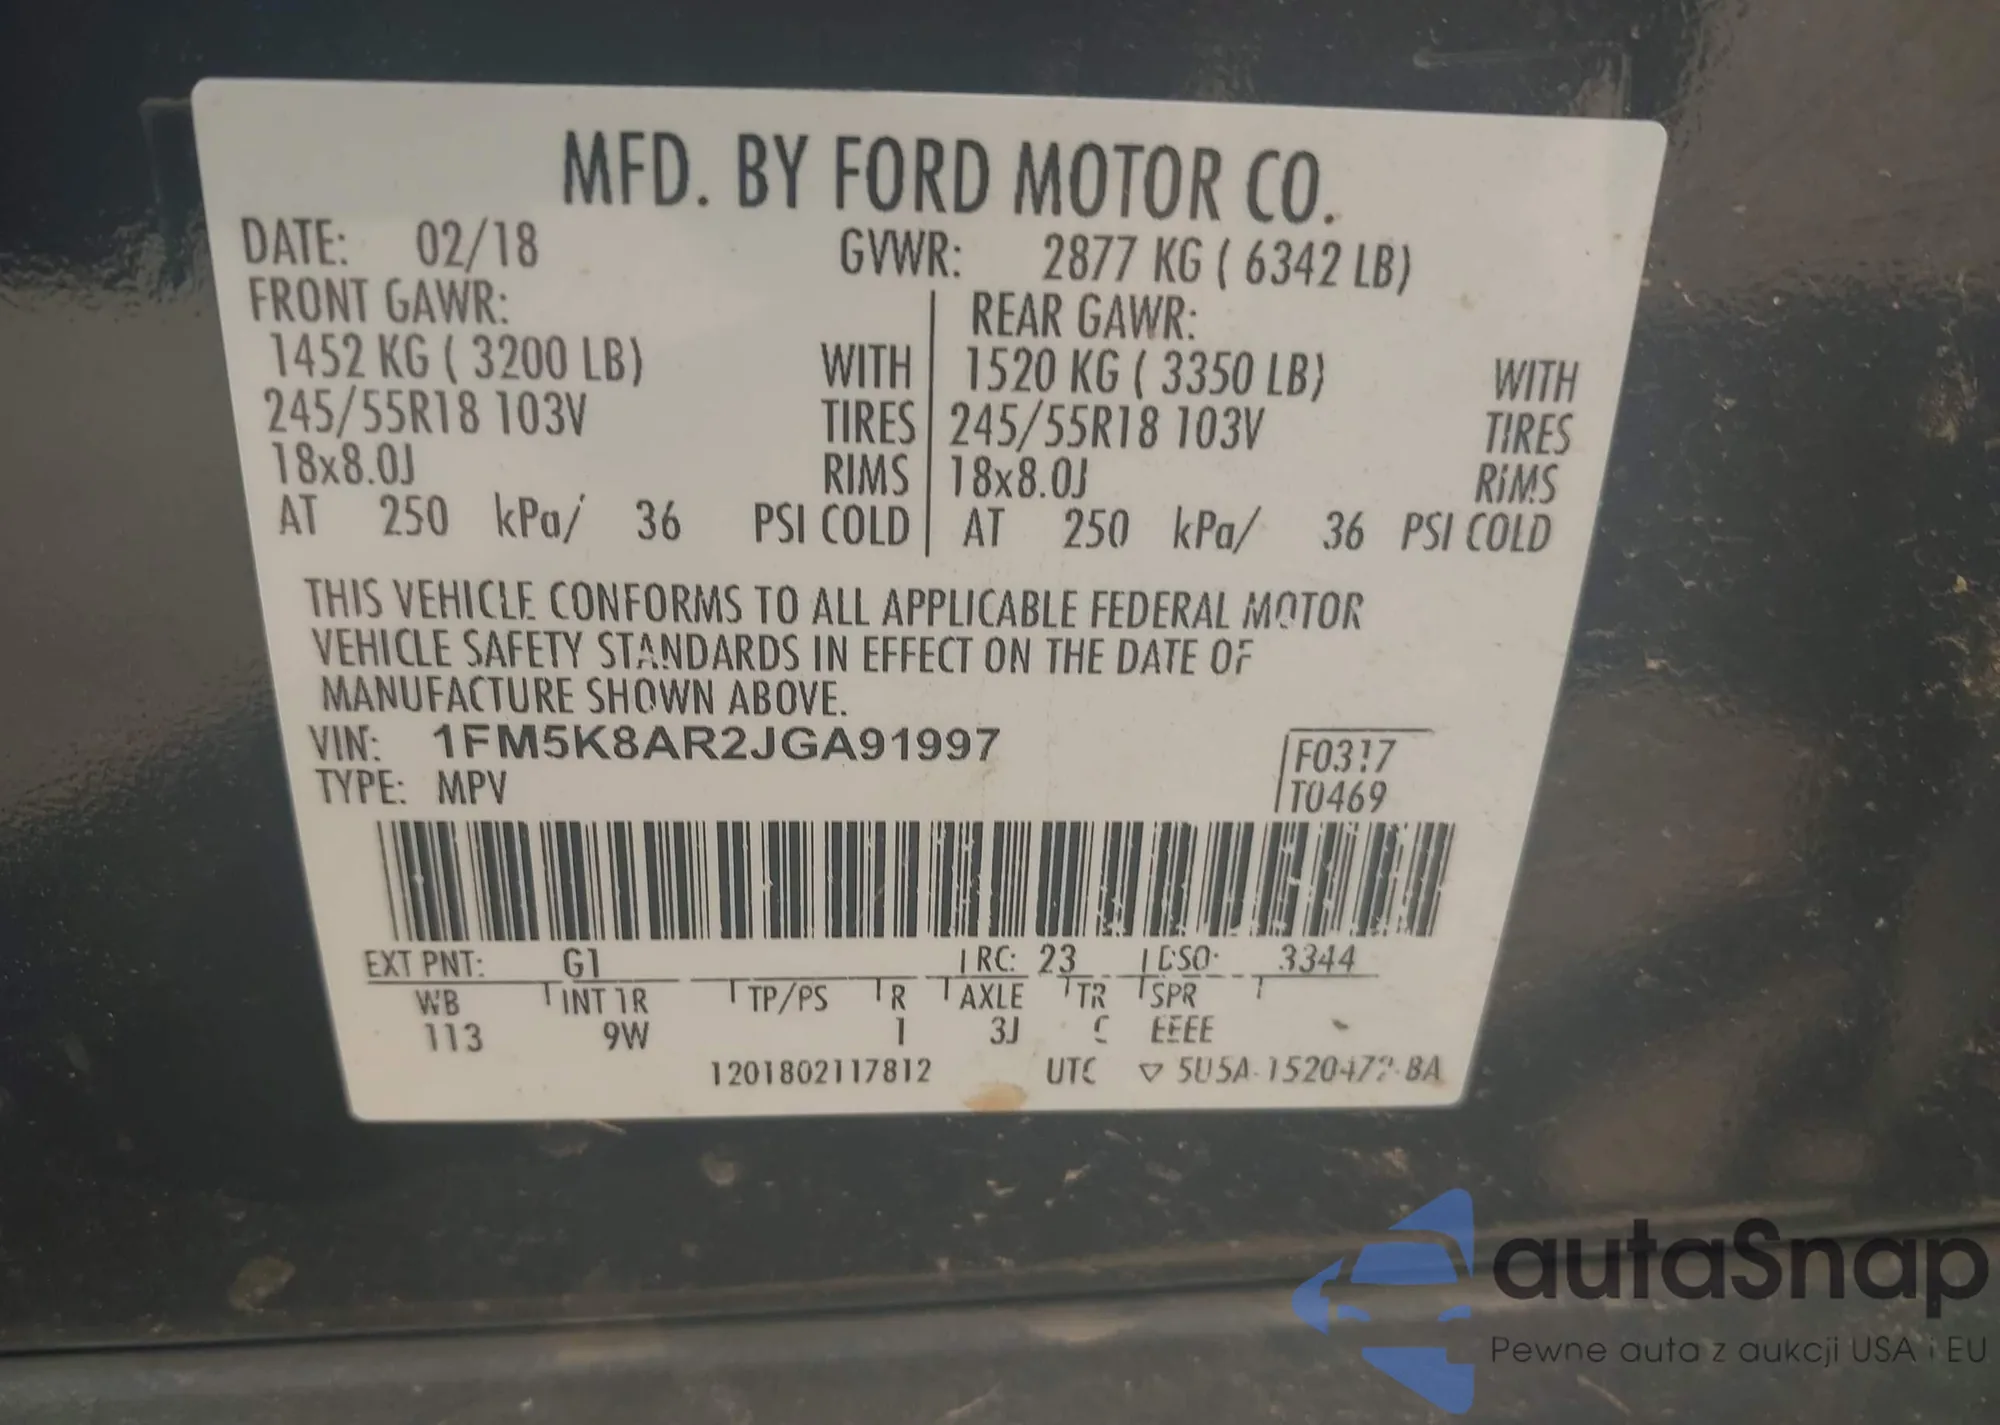 MFD. BY FORD MOTOR CO.
DATE: 02/18 GVWR: 2877 KG ( 6342 LB)
FRONT GAWR: REAR GAWR:
1452 KG ( 3200 LB) WITH 1520 KG ( 3350 LB) WITH
245/55R18 103V TIRES 245/55R18 103V TIRES
18x8.0J RIMS 18x8.0J RIMS
AT 250 kPa/ 36 PSI COLD AT 250 kPa/ 36 PSI COLD
THIS VEHICLE CONFORMS TO ALL APPLICABLE FEDERAL MOTOR
VEHICLE SAFETY STANDARDS IN EFFECT ON THE DATE OF
MANUFACTURE SHOWN ABOVE.
VIN: 1FM5K8AR2JGA91997
TYPE: MPV
F0317
T0469
EXT PNT: G1 RC: 23 DSO: 3344
WB INT TR TP/PS R AXLE TR SPR
113 9W 1 3J C EEEE
1201802117812 UTC ▽ 5U5A-1520472-BA
autaSnap
Pewne auta z aukcji USA i EU